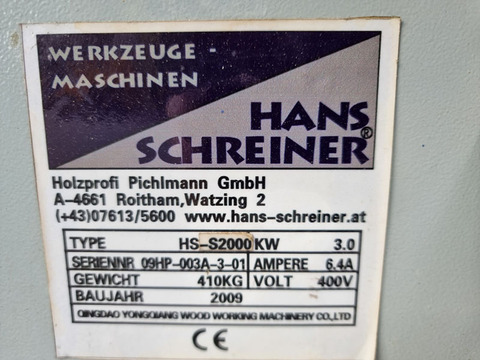 WERKZEUGE
MASCHINEN
HANS
SCHREINER®
Holzprofi Pichlmann GmbH
A-4661 Roitham,Watzing 2
(+43)07613/5600 www.hans-schreiner.at
TYPE HS-S2000 KW 3.0
SERIENNR 09HP-003A-3-01 AMPERE 6.4A
GEWICHT 410KG VOLT 400V
BAUJAHR 2009
QINGDAO YONGQIANG WOOD WORKING MACHINERY CO.,LTD
CE